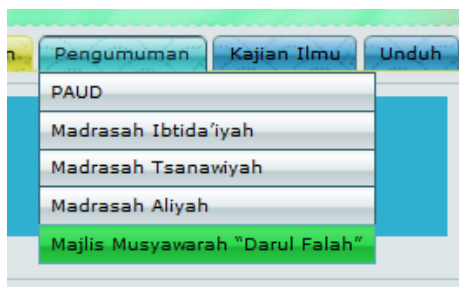 n Pengumuman Kajian Ilmu Unduh
PAUD
Madrasah Ibtida’iyah
Madrasah Tsanawiyah
Madrasah Aliyah
Majlis Musyawarah “Darul Falah”